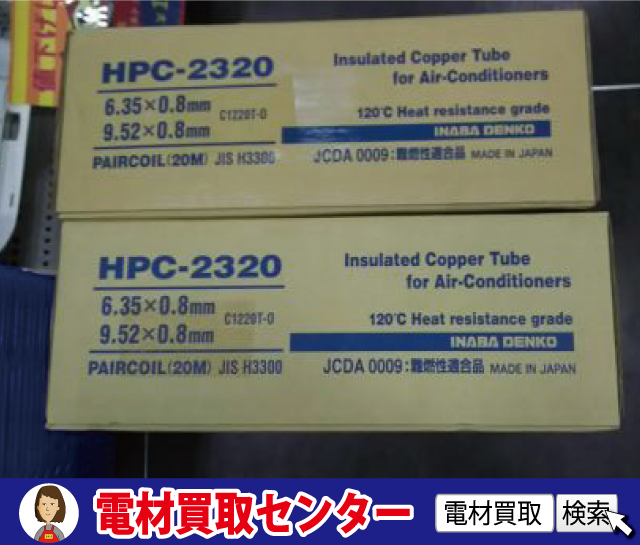 HPC-2320
6.35×0.8mm
9.52×0.8mm
C1220T-O
PAIRCOIL(20M) JIS H3300
Insulated Copper Tube
for Air-Conditioners
120℃ Heat resistance grade
INABA DENKO
JCDA 0009:難燃性適合品 MADE IN JAPAN
HPC-2320
6.35×0.8mm
9.52×0.8mm
C1220T-O
PAIRCOIL(20M) JIS H3300
Insulated Copper Tube
for Air-Conditioners
120℃ Heat resistance grade
INABA DENKO
JCDA 0009:難燃性適合品 MADE IN JAPAN
電材買取センター
電材買取 検索